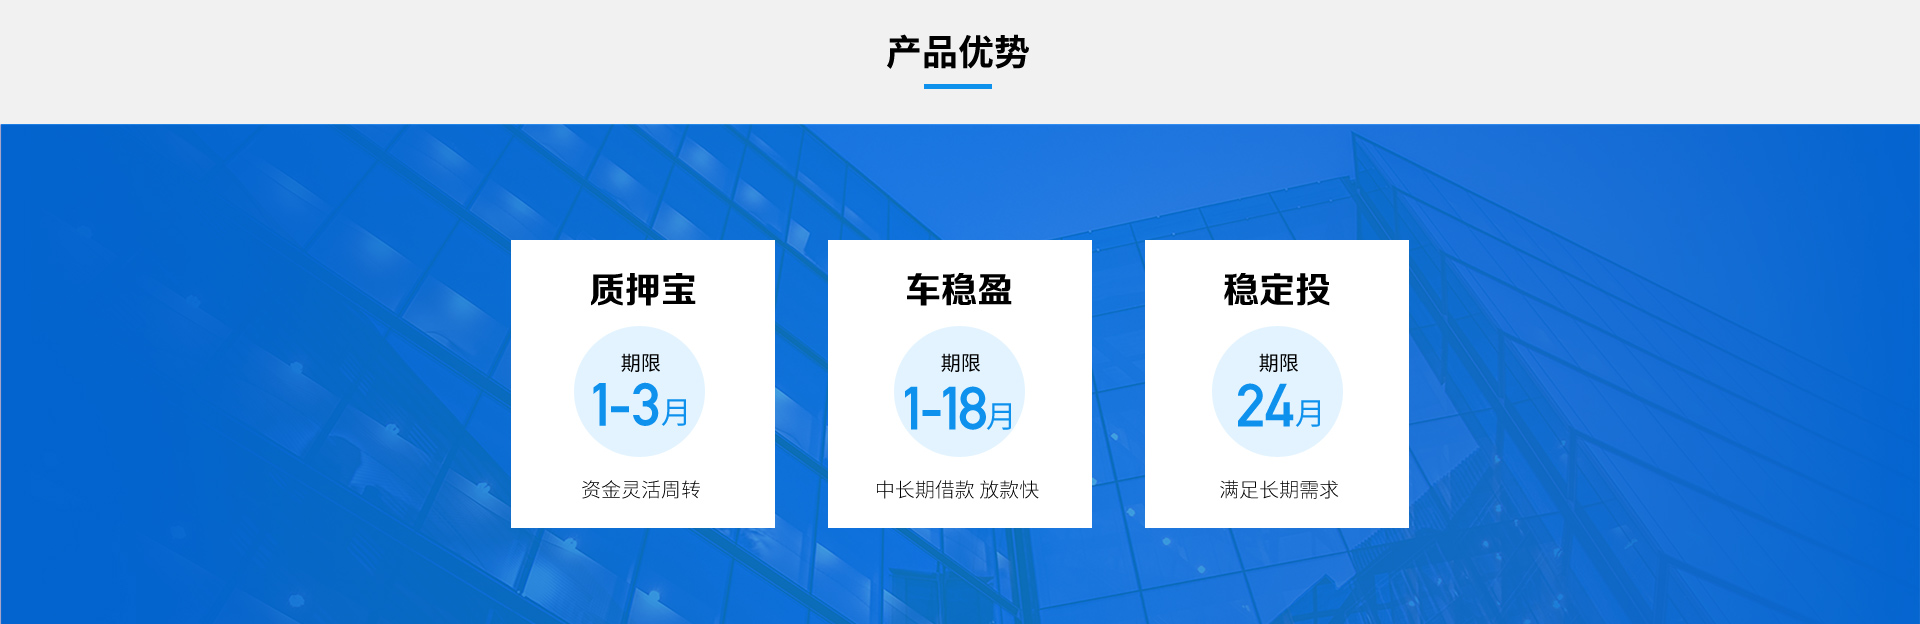 产品优势
质押宝
期限
1-3月
资金灵活周转
车稳盈
期限
1-18月
中长期借款 放款快
稳定投
期限
24月
满足长期需求